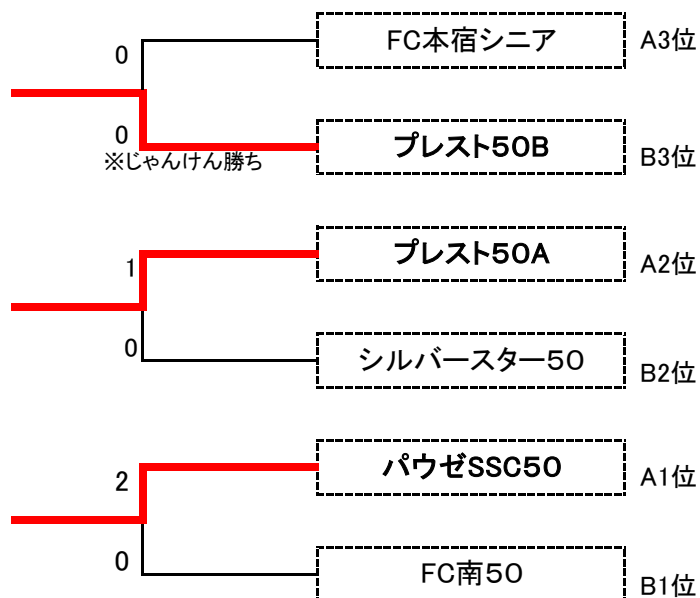 0
FC本宿シニア
A3位
0
※じゃんけん勝ち
プレスト50B
B3位
1
プレスト50A
A2位
0
シルバースター50
B2位
2
パウゼSSC50
A1位
0
FC南50
B1位